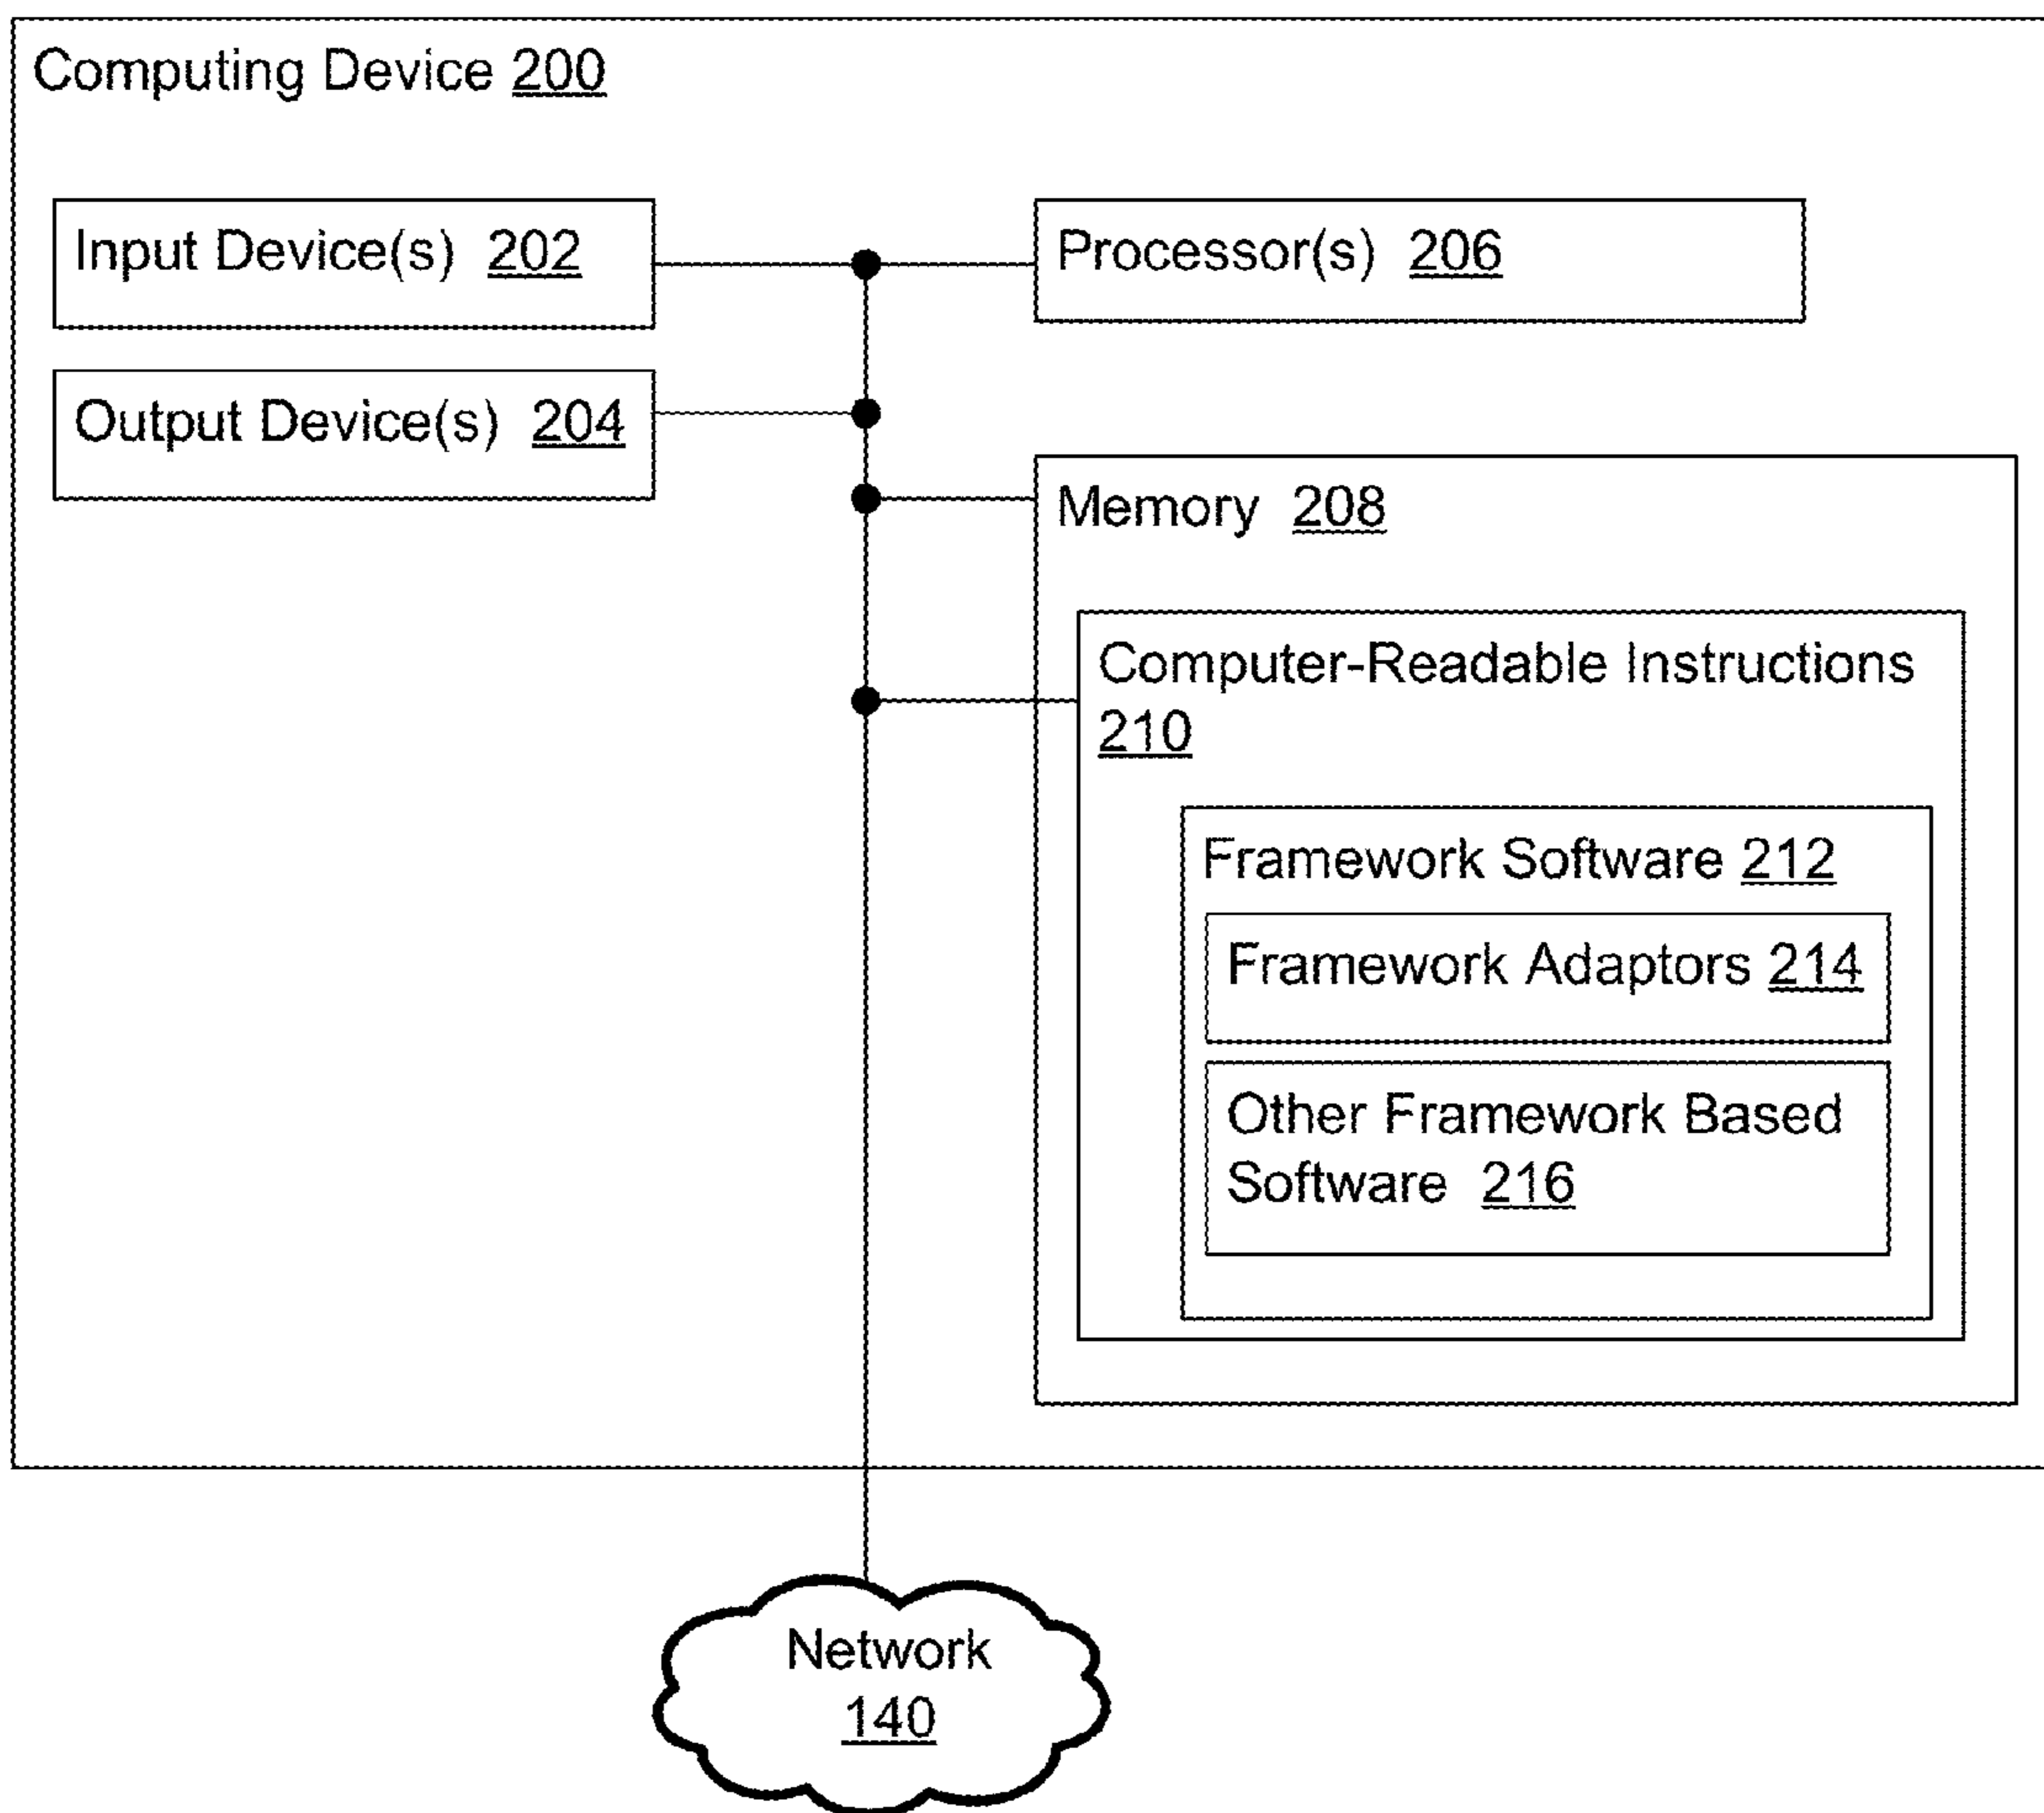 Computing Device 200
Input Device(s) 202
Processor(s) 206
Output Device(s) 204
Memory 208
Computer-Readable Instructions
210
Framework Software 212
Framework Adaptors 214
Other Framework Based
Software 216
Network
140